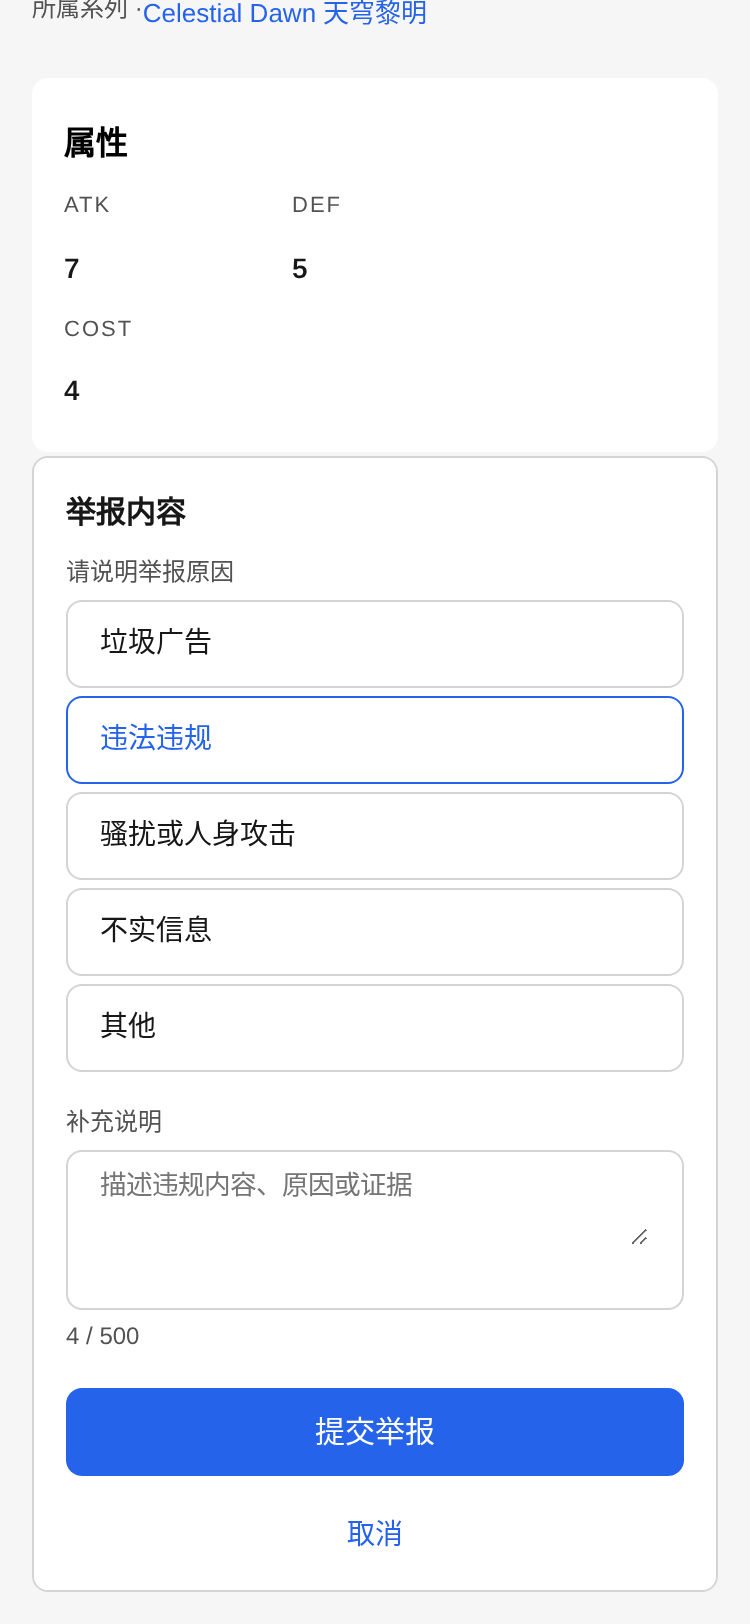 所属系列 ·Celestial Dawn 天穹黎明
属性
ATK DEF
7 5
COST
4
举报内容
请说明举报原因
垃圾广告
违法违规
骚扰或人身攻击
不实信息
其他
补充说明
描述违规内容、原因或证据
4 / 500
提交举报
取消